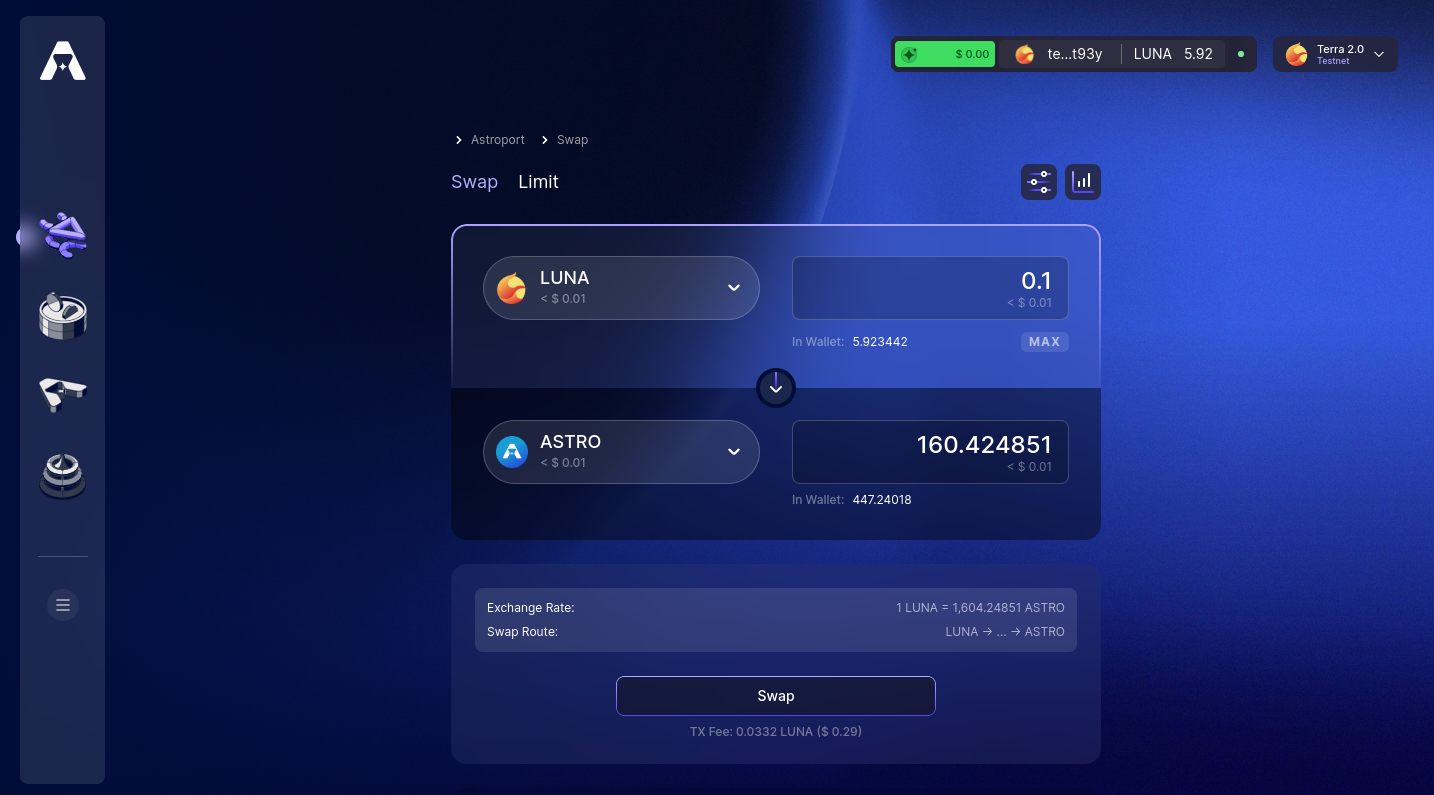 $ 0.00
te...t93y
LUNA 5.92
Terra 2.0
Testnet
Astroport Swap
Swap Limit
LUNA
< $ 0.01
0.1
< $ 0.01
In Wallet: 5.923442
MAX
ASTRO
< $ 0.01
160.424851
< $ 0.01
In Wallet: 447.24018
Exchange Rate: 1 LUNA = 1,604.24851 ASTRO
Swap Route: LUNA → ... → ASTRO
Swap
TX Fee: 0.0332 LUNA ($ 0.29)